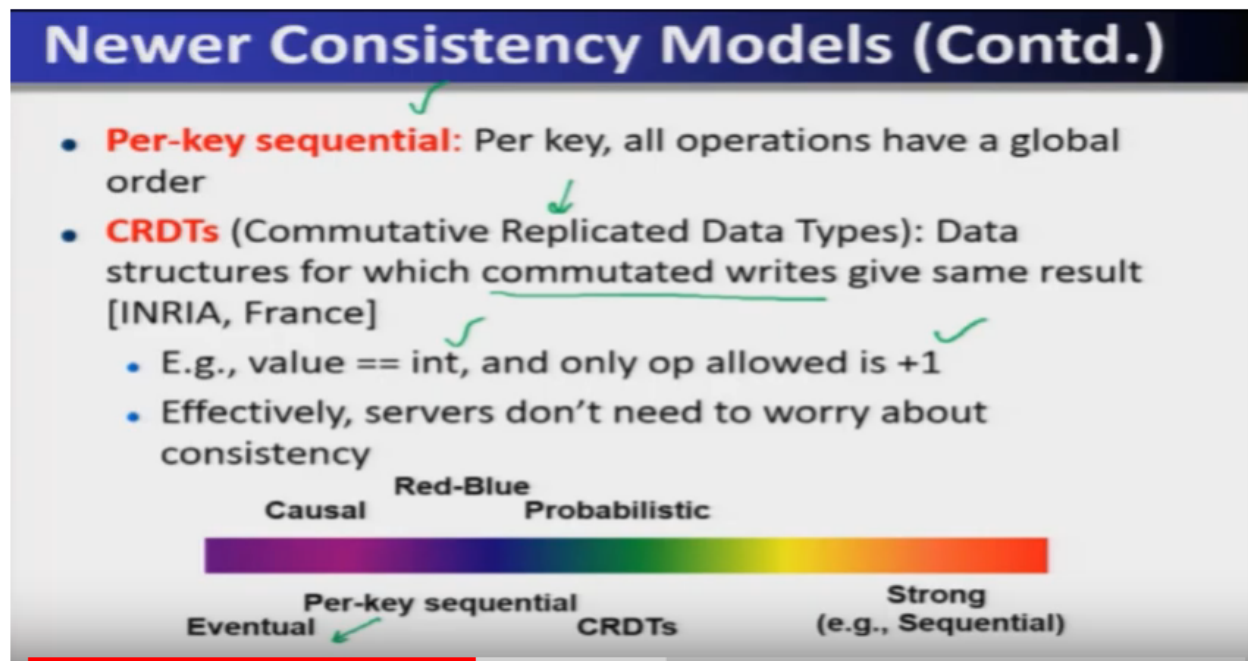 Newer Consistency Models (Contd.)
• Per-key sequential: Per key, all operations have a global
order
• CRDTs (Commutative Replicated Data Types): Data
structures for which commutated writes give same result
[INRIA, France]
• E.g., value == int, and only op allowed is +1
• Effectively, servers don't need to worry about
consistency
Red-Blue
Causal Probabilistic
Per-key sequential Strong
Eventual CRDTs (e.g., Sequential)